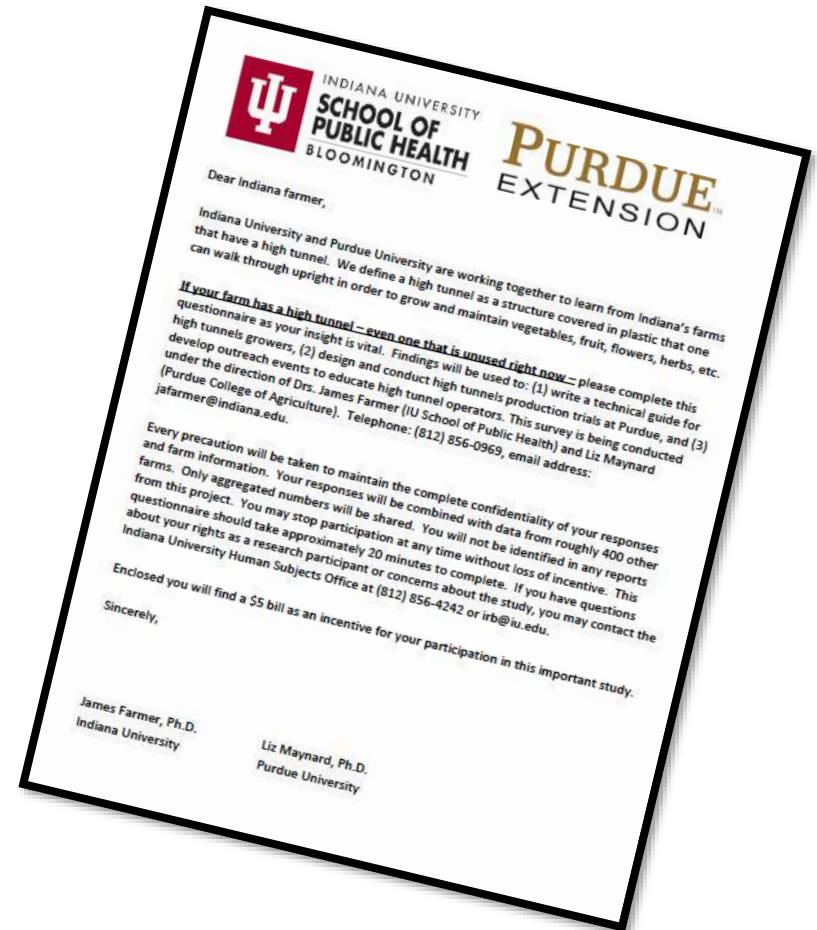 INDIANA UNIVERSITY
SCHOOL OF
PUBLIC HEALTH
BLOOMINGTON
PURDUE™
EXTENSION
Dear Indiana farmer,
Indiana University and Purdue University are working together to learn from Indiana's farms
that have a high tunnel. We define a high tunnel as a structure covered in plastic that one
can walk through upright in order to grow and maintain vegetables, fruit, flowers, herbs, etc.
If your farm has a high tunnel – even one that is unused right now – please complete this
questionnaire as your insight is vital. Findings will be used to: (1) write a technical guide for
high tunnels growers, (2) design and conduct high tunnels production trials at Purdue, and (3)
develop outreach events to educate high tunnel operators. This survey is being conducted
under the direction of Drs. James Farmer (IU School of Public Health) and Liz Maynard
(Purdue College of Agriculture). Telephone: (812) 856-0969, email address:
jafarmer@indiana.edu.
Every precaution will be taken to maintain the complete confidentiality of your responses
and farm information. Your responses will be combined with data from roughly 400 other
farms. Only aggregated numbers will be shared. You will not be identified in any reports
from this project. You may stop participation at any time without loss of incentive. This
questionnaire should take approximately 20 minutes to complete. If you have questions
about your rights as a research participant or concerns about the study, you may contact the
Indiana University Human Subjects Office at (812) 856-4242 or irb@iu.edu.
Enclosed you will find a $5 bill as an incentive for your participation in this important study.
Sincerely,
James Farmer, Ph.D.
Indiana University
Liz Maynard, Ph.D.
Purdue University